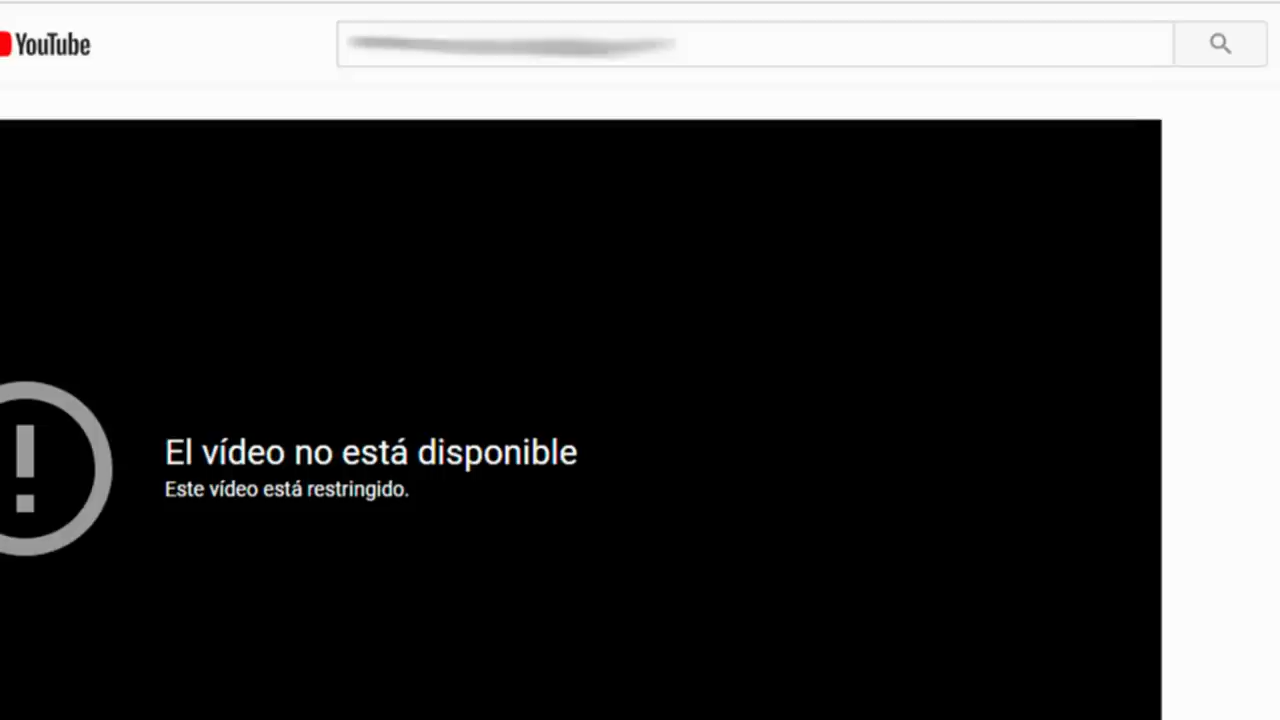 YouTube
El vídeo no está disponible
Este vídeo está restringido.